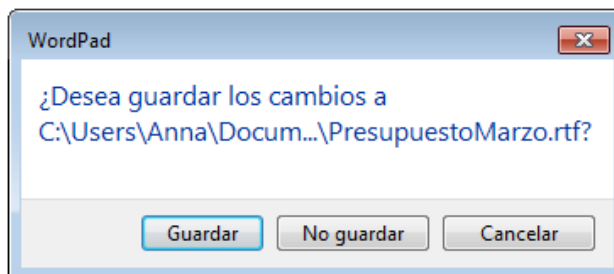 WordPad
¿Desea guardar los cambios a
C:\Users\Anna\Docum...\PresupuestoMarzo.rtf?
Guardar No guardar Cancelar